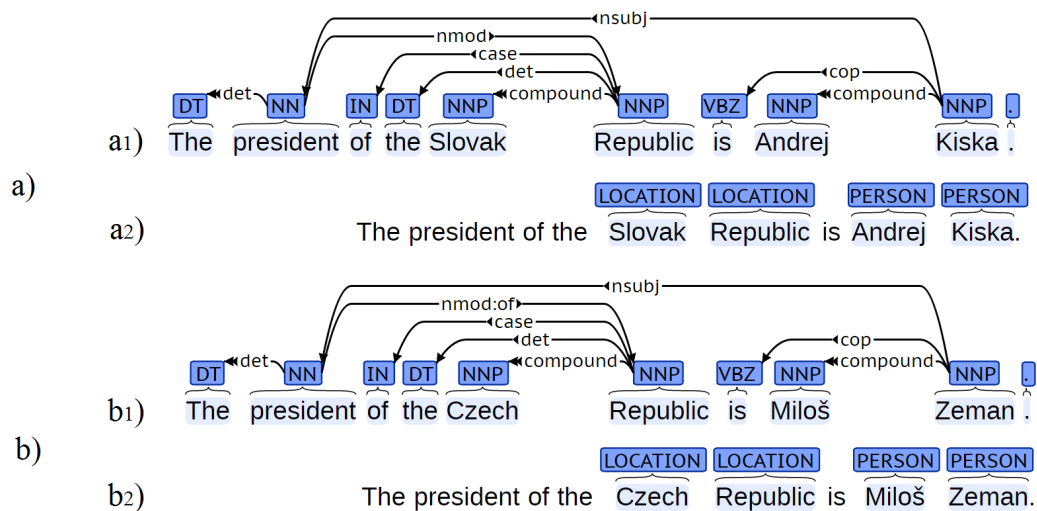 nsubj
nmod
case
det
det compound cop compound
DT NN IN DT NNP NNP VBZ NNP NNP .
a1) The president of the Slovak Republic is Andrej Kiska .
a)
LOCATION LOCATION PERSON PERSON
a2) The president of the Slovak Republic is Andrej Kiska.
nsubj
nmod:of
case
det cop
det compound compound
DT NN IN DT NNP NNP VBZ NNP NNP .
b1) The president of the Czech Republic is Miloš Zeman .
b)
LOCATION LOCATION PERSON PERSON
b2) The president of the Czech Republic is Miloš Zeman.